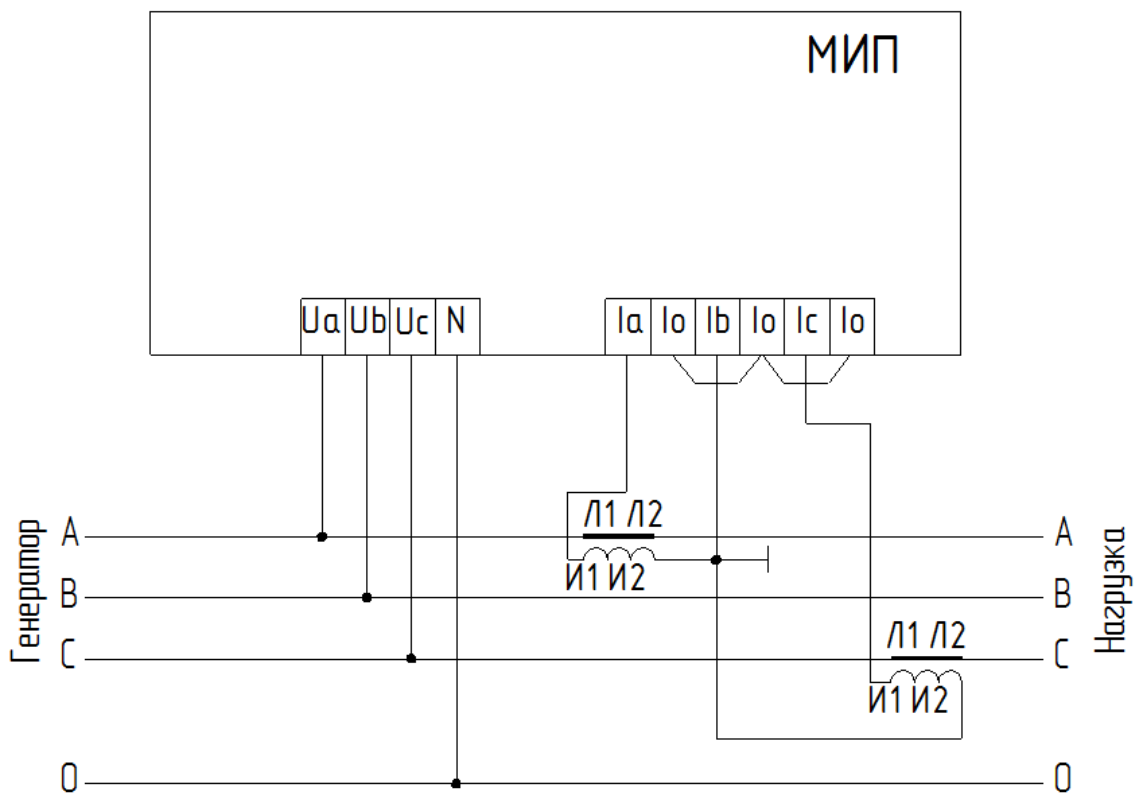 МИП
Ua Ub Uc N Ia Io Ib Io Ic Io
Генератор
Нагрузка
Л1 Л2
A A
И1 И2
B B
Л1 Л2
C C
И1 И2
0 0